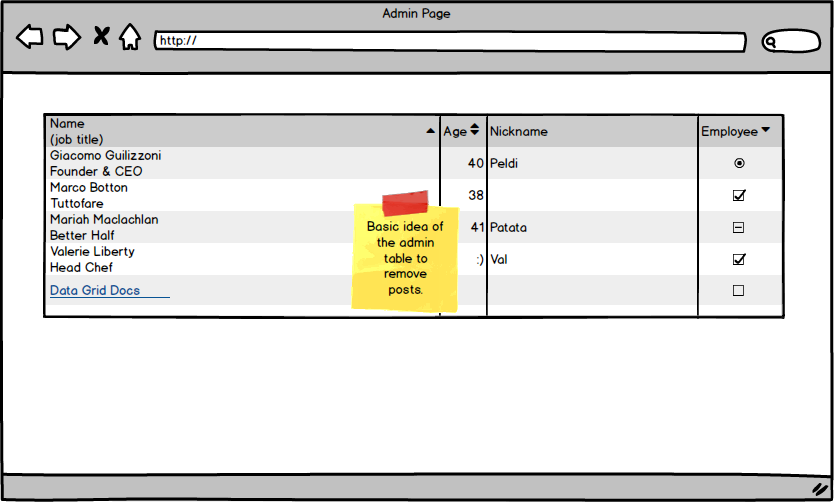 Admin Page
http://
Name
(job title)
Age
Nickname
Employee
Giacomo Guilizzoni
Founder & CEO
40
Peldi
Marco Botton
Tuttofare
38
Mariah Maclachlan
Better Half
41
Patata
Valerie Liberty
Head Chef
:)
Val
Data Grid Docs
Basic idea of
the admin
table to
remove
posts.